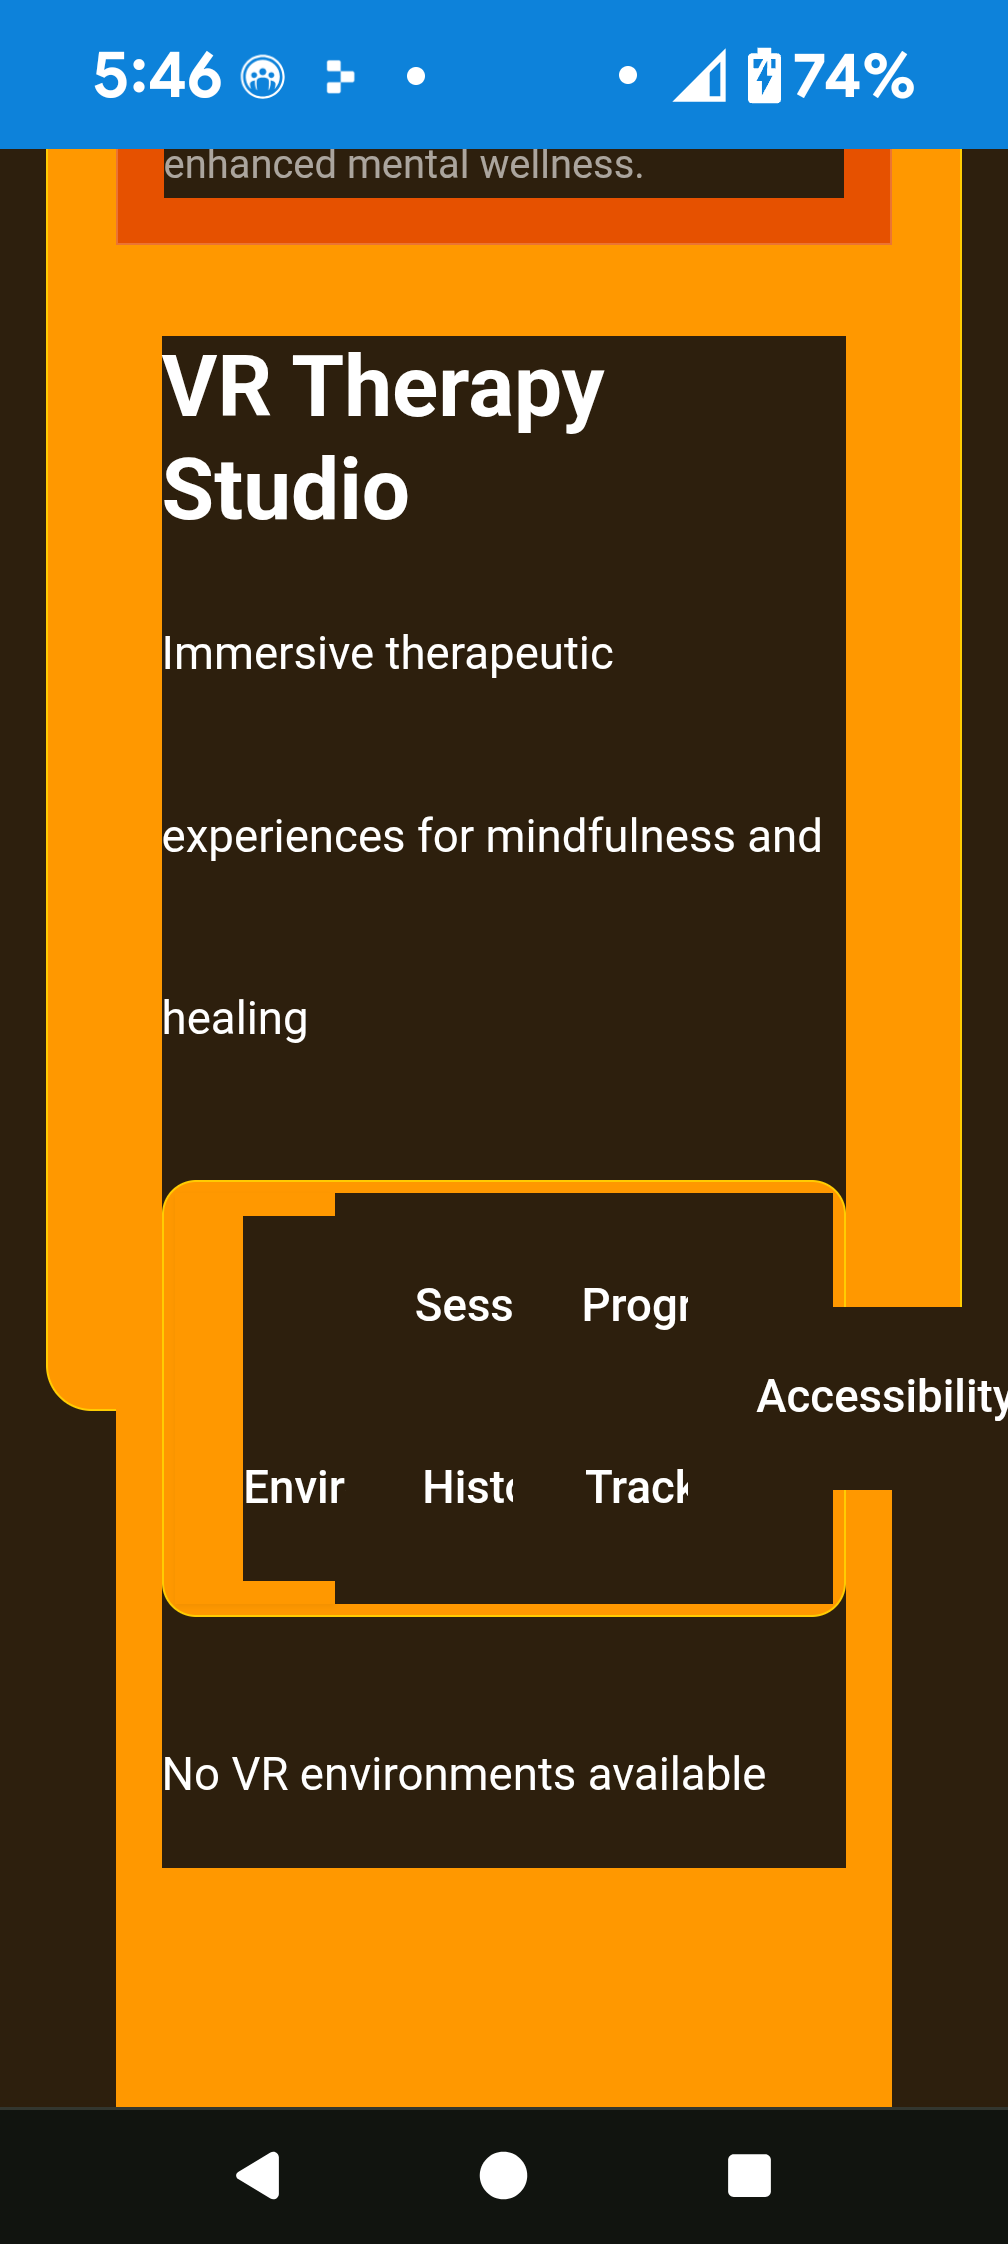 5:46 74%
enhanced mental wellness.
VR Therapy
Studio
Immersive therapeutic
experiences for mindfulness and
healing
Sess Progr
Accessibility
Envir Histo Track
No VR environments available